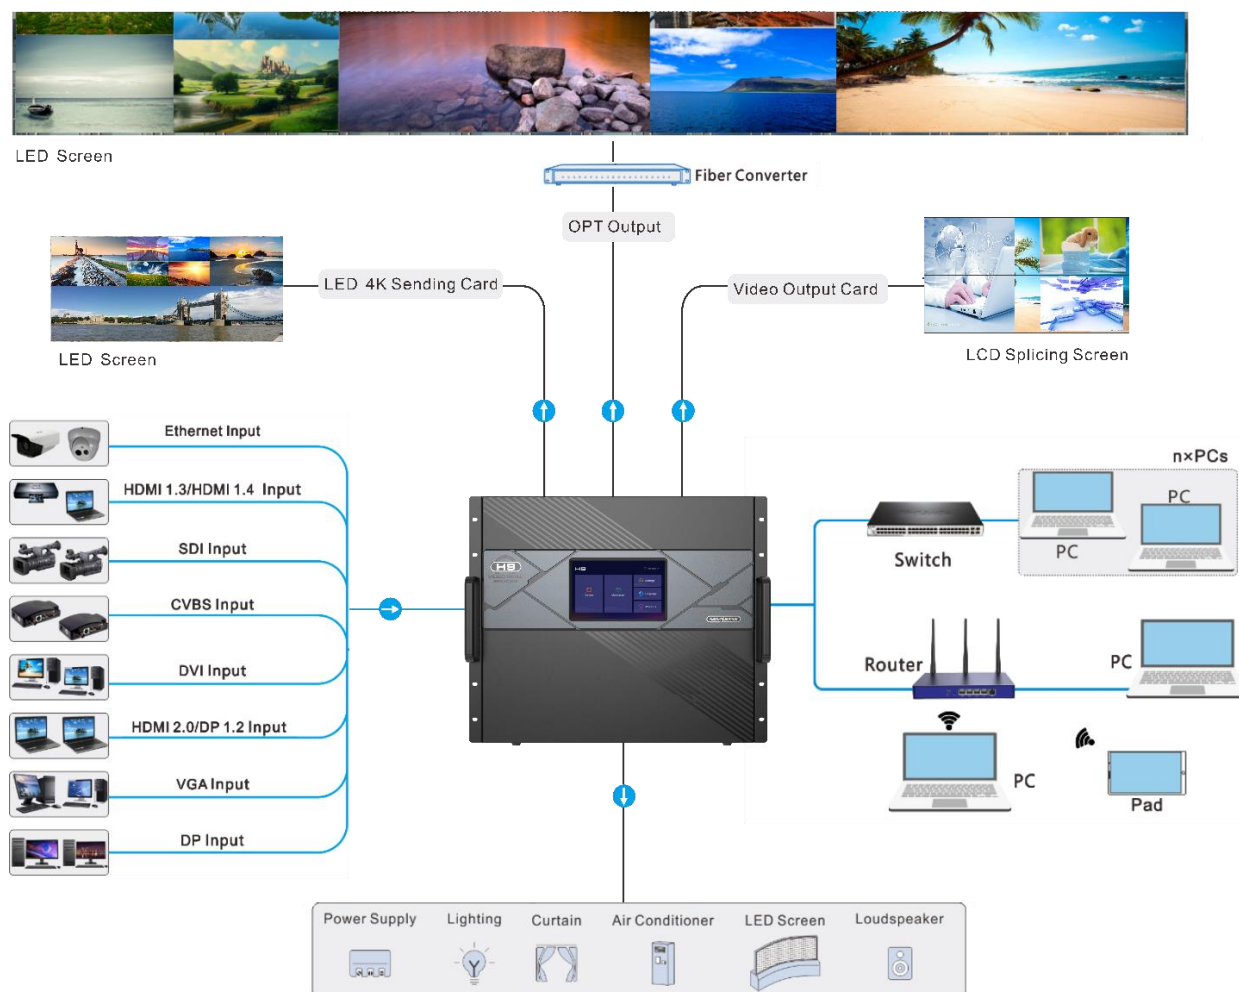 LED Screen
Fiber Converter
OPT Output
LED 4K Sending Card
Video Output Card
LED Screen
LCD Splicing Screen
Ethernet Input
HDMI 1.3/HDMI 1.4 Input
SDI Input
CVBS Input
DVI Input
HDMI 2.0/DP 1.2 Input
VGA Input
DP Input
H9
H9
n×PCs
PC
PC
Switch
Router
PC
PC
Pad
Power Supply
Lighting
Curtain
Air Conditioner
LED Screen
Loudspeaker